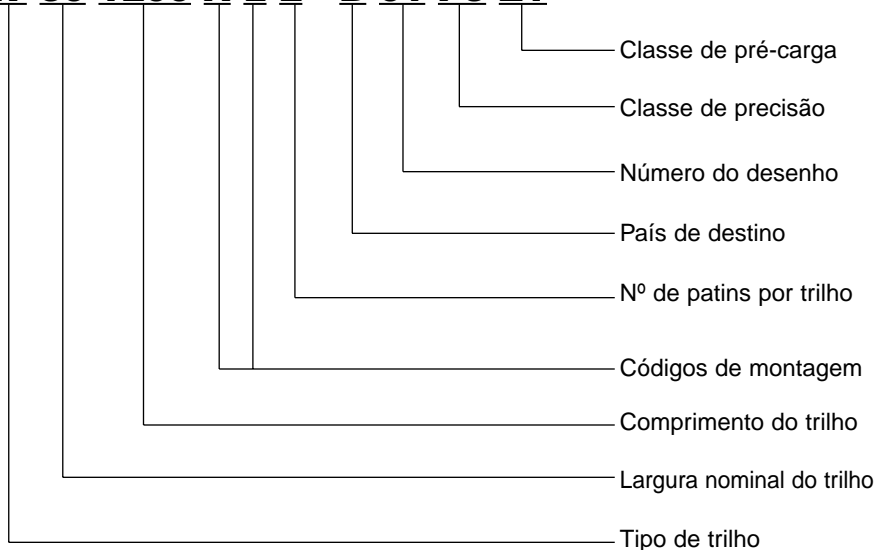 Classe de pré-carga
Classe de precisão
Número do desenho
País de destino
Nº de patins por trilho
Códigos de montagem
Comprimento do trilho
Largura nominal do trilho
Tipo de trilho